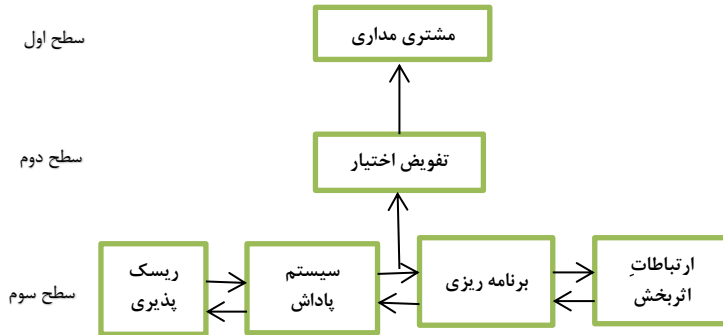 سطح اول
مشتری مداری
سطح دوم
تفویض اختیار
سطح سوم
ریسک
پذیری
سیستم
پاداش
برنامه ریزی
ارتباطاتِ
اثربخش